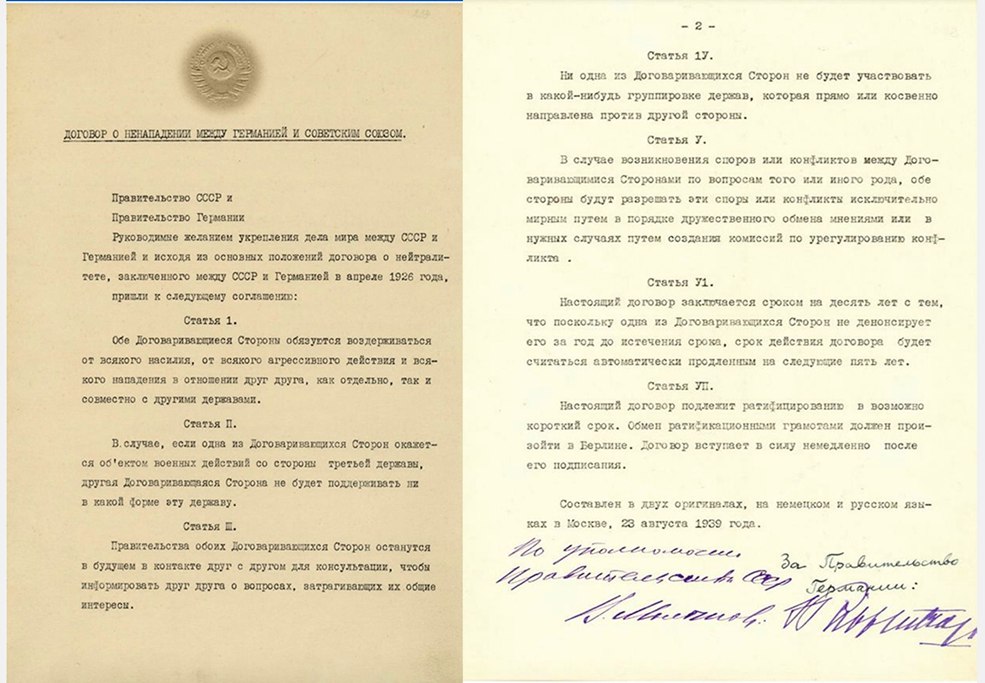 ДОГОВОР О НЕНАПАДЕНИИ МЕЖДУ ГЕРМАНИЕЙ И СОВЕТСКИМ СОЮЗОМ.
Правительство СССР и
Правительство Германии
Руководимые желанием укрепления дела мира между СССР и
Германией и исходя из основных положений договора о нейтрали-
тете, заключенного между СССР и Германией в апреле 1926 года,
пришли к следующему соглашению:
Статья 1.
Обе Договаривающиеся Стороны обязуются воздерживаться
от всякого насилия, от всякого агрессивного действия и вся-
кого нападения в отношении друг друга, как отдельно, так и
совместно с другими державами.
Статья П.
В случае, если одна из Договаривающихся Сторон окажет-
ся об'ектом военных действий со стороны третьей державы,
другая Договаривающаяся Сторона не будет поддерживать ни
в какой форме эту державу.
Статья Ш.
Правительства обоих Договаривающихся Сторон останутся
в будущем в контакте друг с другом для консультации, чтобы
информировать друг друга о вопросах, затрагивающих их общие
интересы.
- 2 -
Статья 1У.
Ни одна из Договаривающихся Сторон не будет участвовать
в какой-нибудь группировке держав, которая прямо или косвенно
направлена против другой стороны.
Статья У.
В случае возникновения споров или конфликтов между Дого-
варивающимися Сторонами по вопросам того или иного рода, обе
стороны будут разрешать эти споры или конфликты исключительно
мирным путем в порядке дружественного обмена мнениями или в
нужных случаях путем создания комиссий по урегулированию конф-
ликта .
Статья У1.
Настоящий договор заключается сроком на десять лет с тем,
что поскольку одна из Договаривающихся Сторон не денонсирует
его за год до истечения срока, срок действия договора будет
считаться автоматически продленным на следующие пять лет.
Статья УП.
Настоящий договор подлежит ратифицированию в возможно
короткий срок. Обмен ратификационными грамотами должен прои-
зойти в Берлине. Договор вступает в силу немедленно после
его подписания.
Составлен в двух оригиналах, на немецком и русском язы-
ках в Москве, 23 августа 1939 года.
По уполномочию
Правительства СССР
В. Молотов.
За Правительство
Германии: